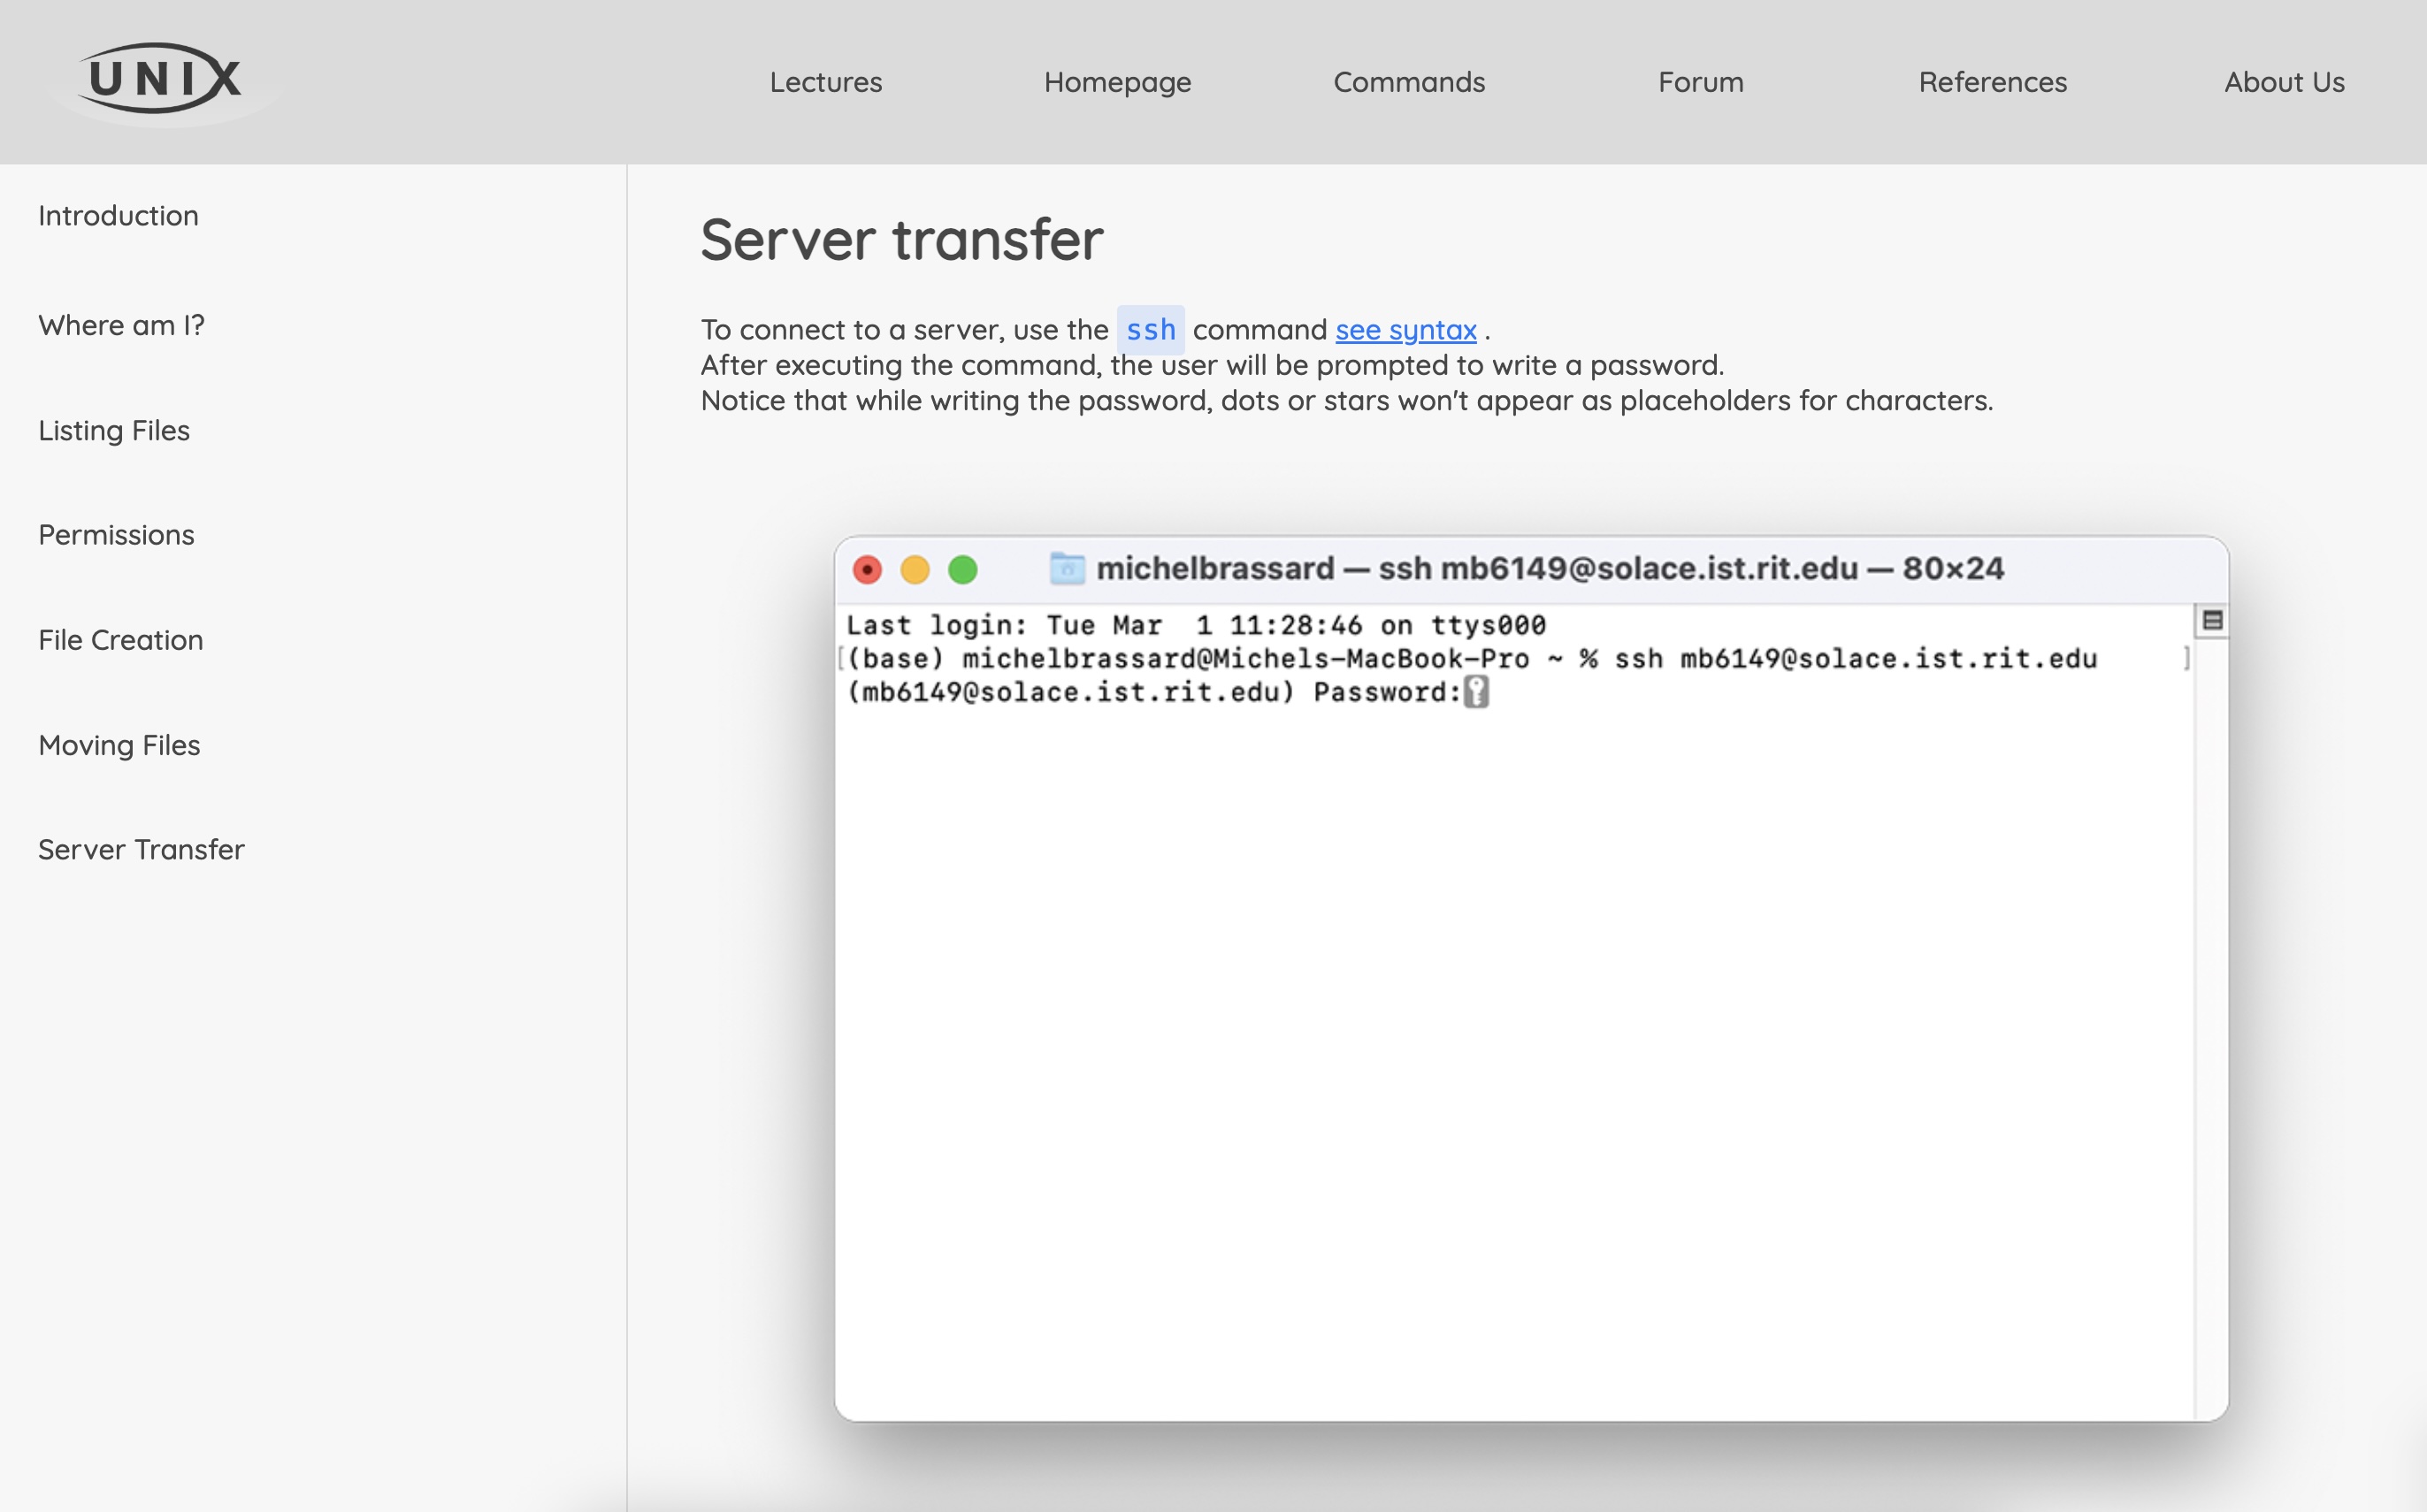 UNIX
Lectures Homepage Commands Forum References About Us
Introduction
Where am I?
Listing Files
Permissions
File Creation
Moving Files
Server Transfer
Server transfer
To connect to a server, use the ssh command see syntax .
After executing the command, the user will be prompted to write a password.
Notice that while writing the password, dots or stars won't appear as placeholders for characters.
michelbrassard — ssh mb6149@solace.ist.rit.edu — 80×24
Last login: Tue Mar  1 11:28:46 on ttys000
[(base) michelbrassard@Michels-MacBook-Pro ~ % ssh mb6149@solace.ist.rit.edu ]
(mb6149@solace.ist.rit.edu) Password: